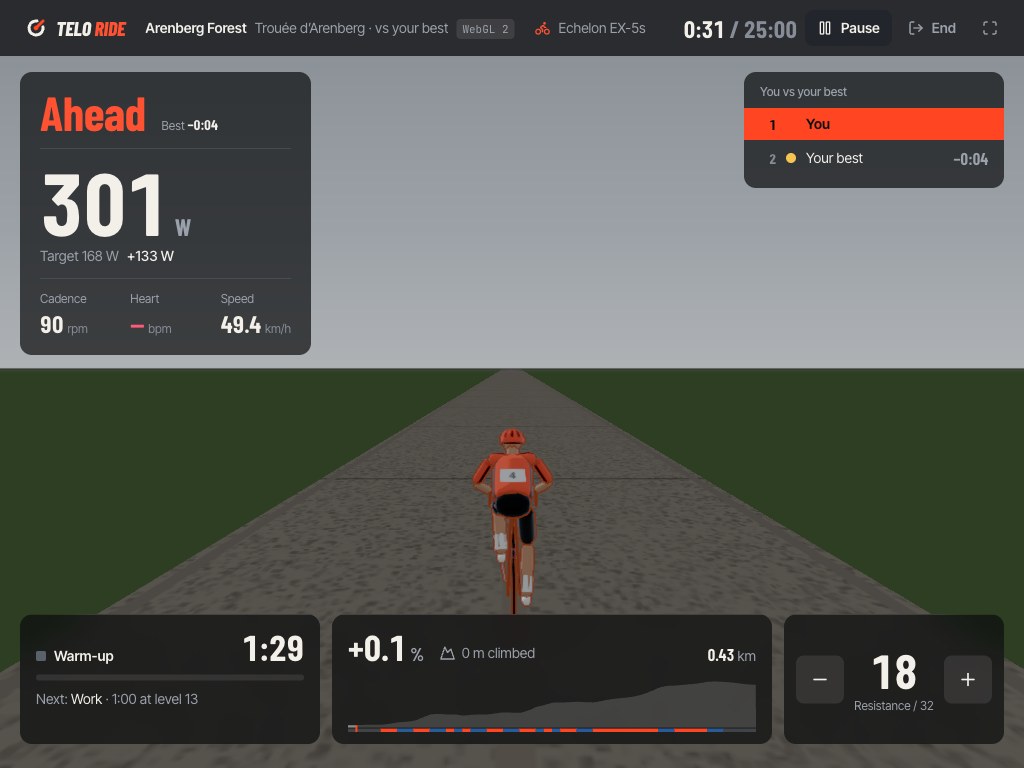 TELO RIDE Arenberg Forest Trouée d'Arenberg · vs your best WebGL 2 Echelon EX-5s 0:31 / 25:00 Pause End
Ahead Best −0:04
301 W
Target 168 W +133 W
Cadence Heart Speed
90 rpm – bpm 49.4 km/h
You vs your best
1 You
2 Your best −0:04
4
Warm-up 1:29
Next: Work · 1:00 at level 13
+0.1 % 0 m climbed 0.43 km
− 18 +
Resistance / 32